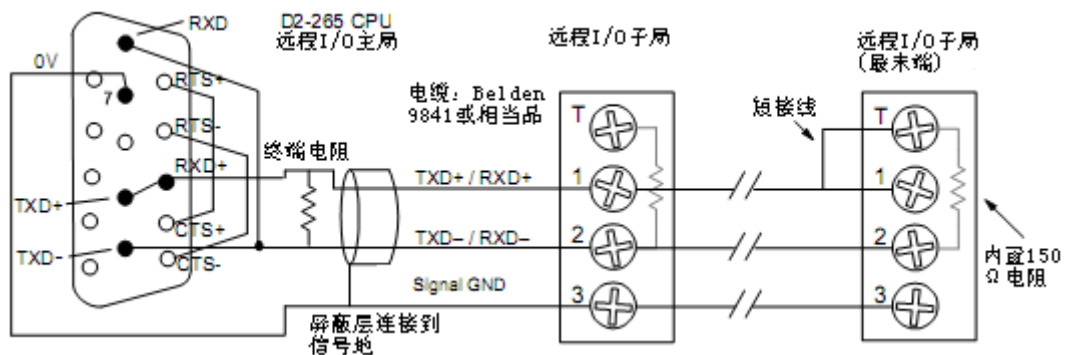 RXD
0V
7
RTS+
RTS-
RXD+
TXD+
CTS+
TXD-
CTS-
D2-265 CPU
远程I/O主局
终端电阻
电缆: Belden
9841或相当品
TXD+ / RXD+
TXD– / RXD–
Signal GND
屏蔽层连接到
信号地
远程I/O子局
T
1
2
3
短接线
远程I/O子局
(最末端)
T
1
2
3
内置150
Ω电阻